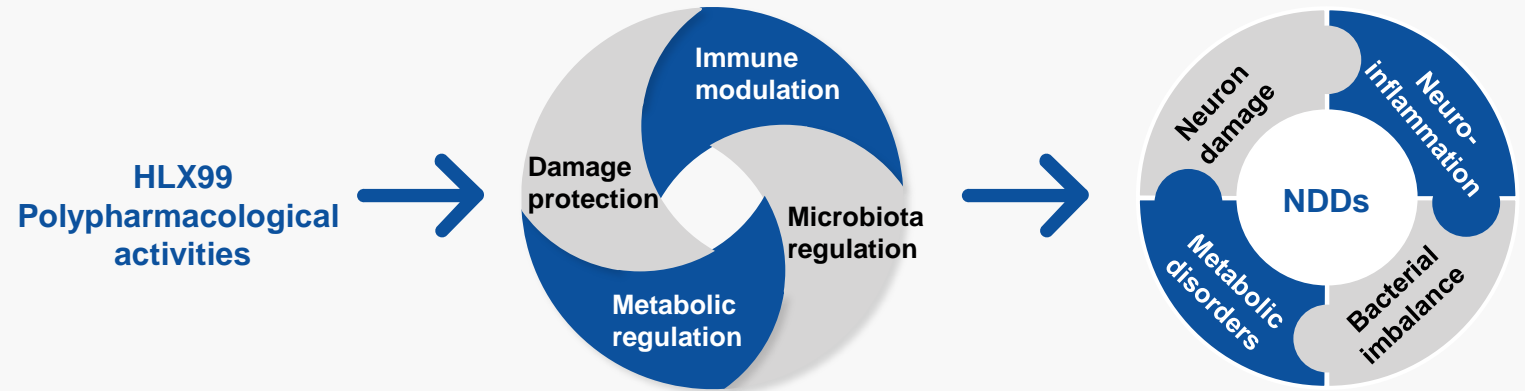 HLX99
Polypharmacological
activities
Immune
modulation
Damage
protection
Microbiota
regulation
Metabolic
regulation
Neuron
damage
Neuro-
inflammation
NDDs
Metabolic
disorders
Bacterial
imbalance